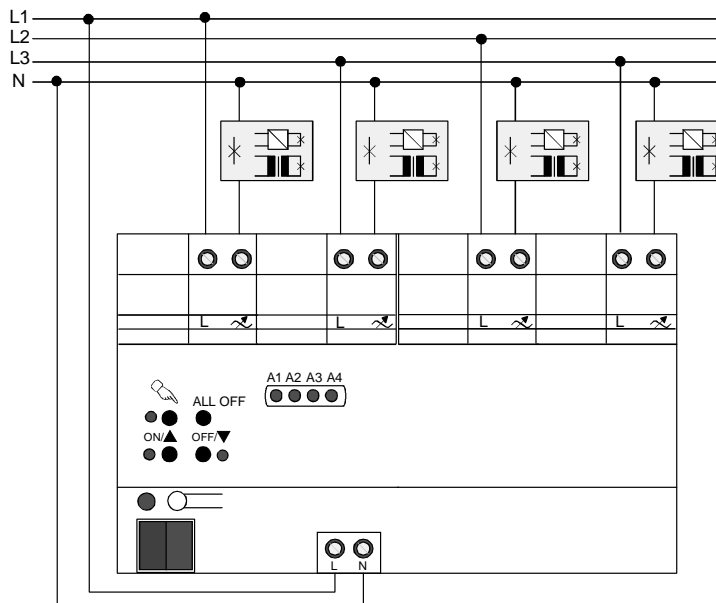 L1
L2
L3
N
L L L L
A1 A2 A3 A4
ALL OFF
ON/▲ OFF/▼
L N